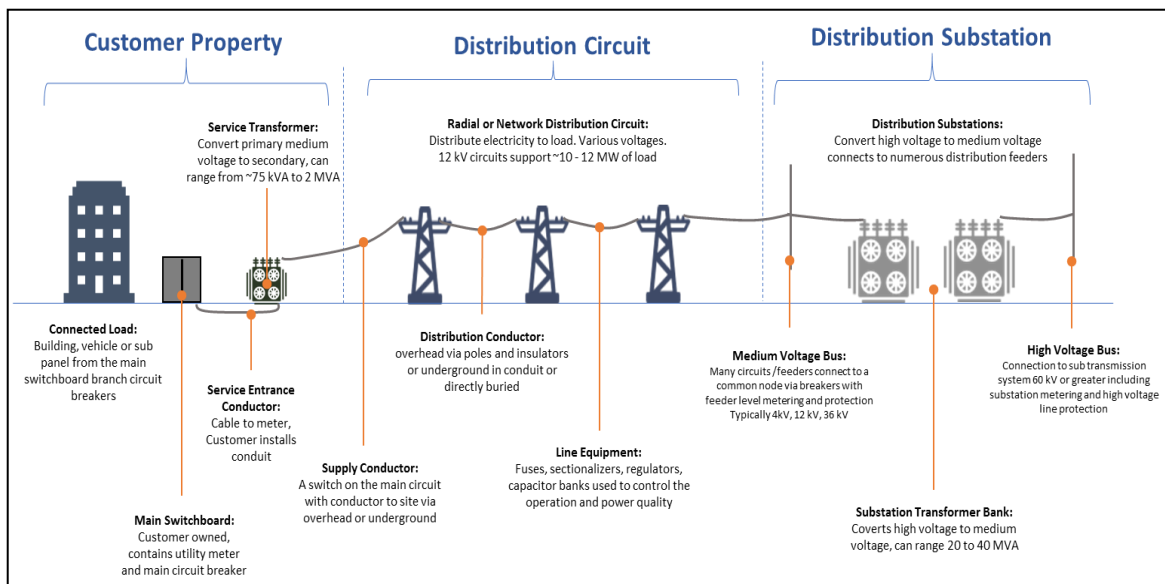 Customer Property
Distribution Circuit
Distribution Substation
Service Transformer:
Convert primary medium
voltage to secondary, can
range from ~75 kVA to 2 MVA
Radial or Network Distribution Circuit:
Distribute electricity to load. Various voltages.
12 kV circuits support ~10 - 12 MW of load
Distribution Substations:
Convert high voltage to medium voltage
connects to numerous distribution feeders
Connected Load:
Building, vehicle or sub
panel from the main
switchboard branch circuit
breakers
Service Entrance
Conductor:
Cable to meter,
Customer installs
conduit
Main Switchboard:
Customer owned,
contains utility meter
and main circuit breaker
Supply Conductor:
A switch on the main circuit
with conductor to site via
overhead or underground
Distribution Conductor:
overhead via poles and insulators
or underground in conduit or
directly buried
Line Equipment:
Fuses, sectionalizers, regulators,
capacitor banks used to control the
operation and power quality
Medium Voltage Bus:
Many circuits /feeders connect to a
common node via breakers with
feeder level metering and protection
Typically 4kV, 12 kV, 36 kV
Substation Transformer Bank:
Coverts high voltage to medium
voltage, can range 20 to 40 MVA
High Voltage Bus:
Connection to sub transmission
system 60 kV or greater including
substation metering and high voltage
line protection